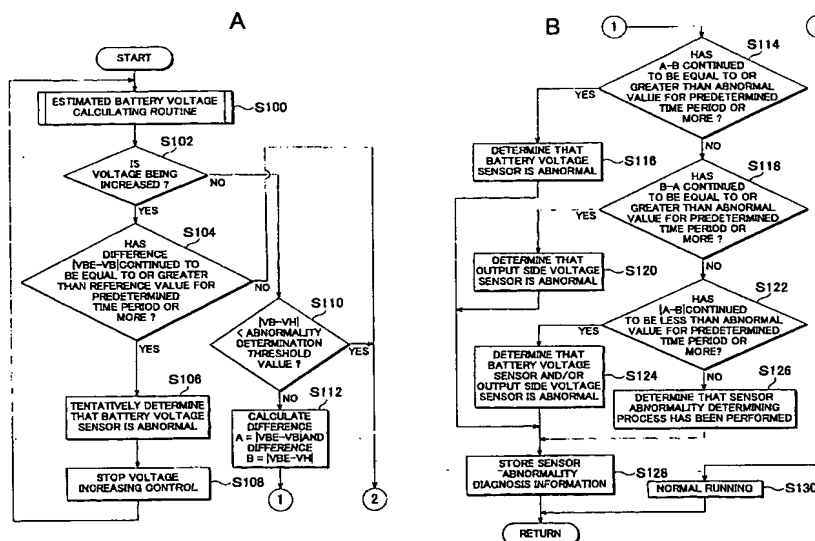 A
START
ESTIMATED BATTERY VOLTAGE
CALCULATING ROUTINE
S100
S102
IS
VOLTAGE BEING
INCREASED ?
NO
YES
S104
HAS
DIFFERENCE
|VBE-VB|CONTINUED TO
BE EQUAL TO OR GREATER
THAN REFERENCE VALUE FOR
PREDETERMINED
TIME PERIOD OR
MORE ?
NO
YES
S106
TENTATIVELY DETERMINE
THAT BATTERY VOLTAGE
SENSOR IS ABNORMAL
STOP VOLTAGE
INCREASING CONTROL
S108
S110
|VB-VH|
< ABNORMALITY
DETERMINATION
THRESHOLD
VALUE ?
YES
NO
S112
CALCULATE
DIFFERENCE
A = |VBE-VB|AND
DIFFERENCE
B = |VBE-VH|
1
2
B
1
S114
HAS
A-B CONTINUED
TO BE EQUAL TO OR
GREATER THAN ABNORMAL
VALUE FOR PREDETERMINED
TIME PERIOD OR
MORE ?
YES
NO
DETERMINE THAT
BATTERY VOLTAGE
SENSOR IS ABNORMAL
S116
S118
HAS
B-A CONTINUED
TO BE EQUAL TO OR
GREATER THAN ABNORMAL
VALUE FOR PREDETERMINED
TIME PERIOD OR
MORE ?
YES
NO
DETERMINE THAT
OUTPUT SIDE VOLTAGE
SENSOR IS ABNORMAL
S120
S122
HAS
|A-B|CONTINUED
TO BE LESS THAN ABNORMAL
VALUE FOR PREDETERMINED
TIME PERIOD OR
MORE?
YES
NO
DETERMINE THAT
BATTERY VOLTAGE
SENSOR AND/OR
OUTPUT SIDE VOLTAGE
SENSOR IS ABNORMAL
S124
S126
DETERMINE THAT SENSOR
ABNORMALITY DETERMINING
PROCESS HAS BEEN PERFORMED
STORE SENSOR
ABNORMALITY
DIAGNOSIS INFORMATION
S128
NORMAL RUNNING
S130
RETURN